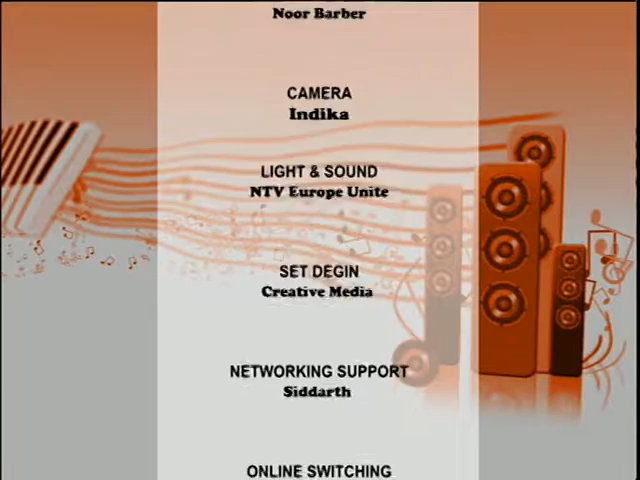 Noor Barber
CAMERA
Indika
LIGHT & SOUND
NTV Europe Unite
SET DEGIN
Creative Media
NETWORKING SUPPORT
Siddarth
ONLINE SWITCHING